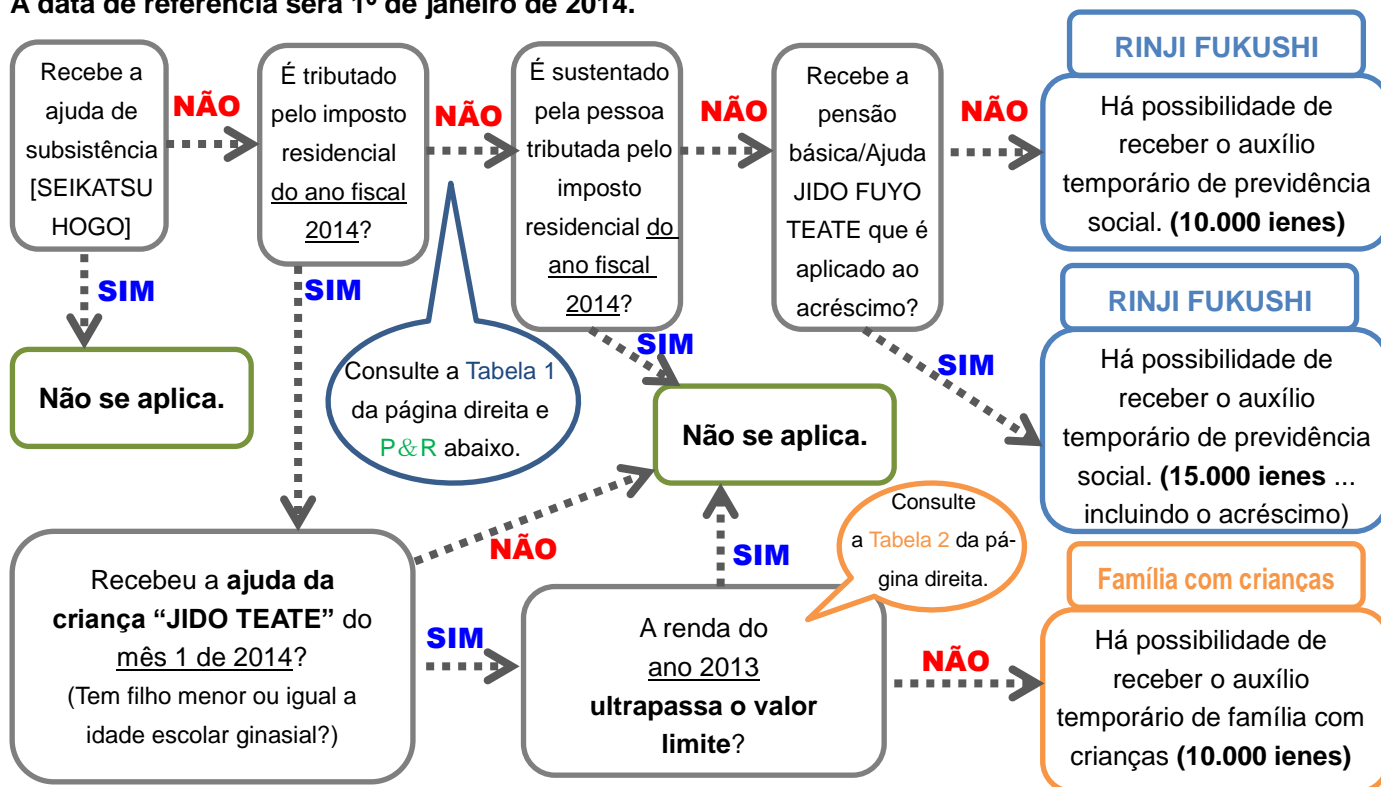 A data de referência será 1º de janeiro de 2014.
Recebe a
ajuda de
subsistência
[SEIKATSU
HOGO]
NÃO
É tributado
pelo imposto
residencial
do ano fiscal
2014?
NÃO
É sustentado
pela pessoa
tributada pelo
imposto
residencial do
ano fiscal
2014?
NÃO
Recebe a
pensão
básica/Ajuda
JIDO FUYO
TEATE que é
aplicado ao
acréscimo?
NÃO
RINJI FUKUSHI
Há possibilidade de
receber o auxílio
temporário de previdência
social. (10.000 ienes)
SIM
SIM
SIM
SIM
RINJI FUKUSHI
Há possibilidade de
receber o auxílio
temporário de previdência
social. (15.000 ienes ...
incluindo o acréscimo)
Não se aplica.
Consulte a Tabela 1
da página direita e
P&R abaixo.
Não se aplica.
Consulte
a Tabela 2 da pá-
gina direita.
NÃO
SIM
Recebeu a ajuda da
criança “JIDO TEATE” do
mês 1 de 2014?
(Tem filho menor ou igual a
idade escolar ginasial?)
SIM
A renda do
ano 2013
ultrapassa o valor
limite?
NÃO
Família com crianças
Há possibilidade de
receber o auxílio
temporário de família com
crianças (10.000 ienes)